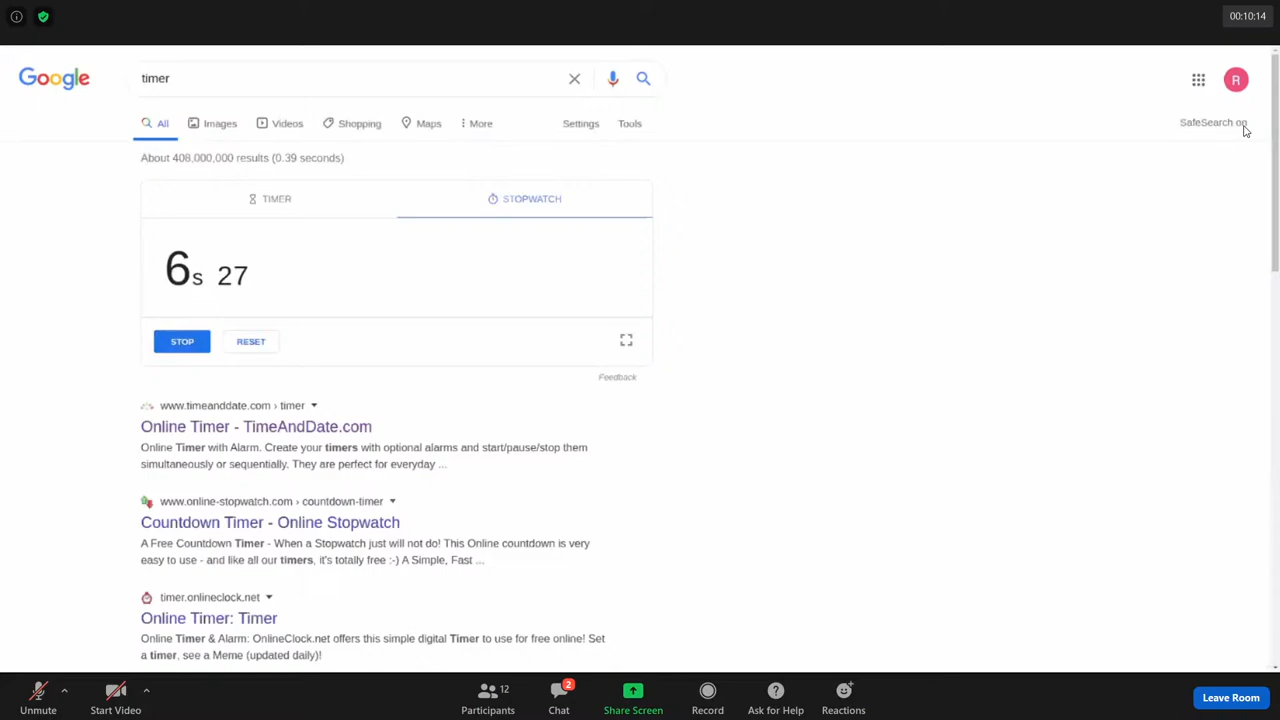 00:10:14
Google
timer
R
All Images Videos Shopping Maps More Settings Tools
SafeSearch on
About 408,000,000 results (0.39 seconds)
TIMER STOPWATCH
6s 27
STOP RESET
Feedback
www.timeanddate.com › timer
Online Timer - TimeAndDate.com
Online Timer with Alarm. Create your timers with optional alarms and start/pause/stop them
simultaneously or sequentially. They are perfect for everyday ...
www.online-stopwatch.com › countdown-timer
Countdown Timer - Online Stopwatch
A Free Countdown Timer - When a Stopwatch just will not do! This Online countdown is very
easy to use - and like all our timers, it's totally free :-) A Simple, Fast ...
timer.onlineclock.net
Online Timer: Timer
Online Timer & Alarm: OnlineClock.net offers this simple digital Timer to use for free online! Set
a timer, see a Meme (updated daily)!
12 2
Unmute Start Video Participants Chat Share Screen Record Ask for Help Reactions Leave Room